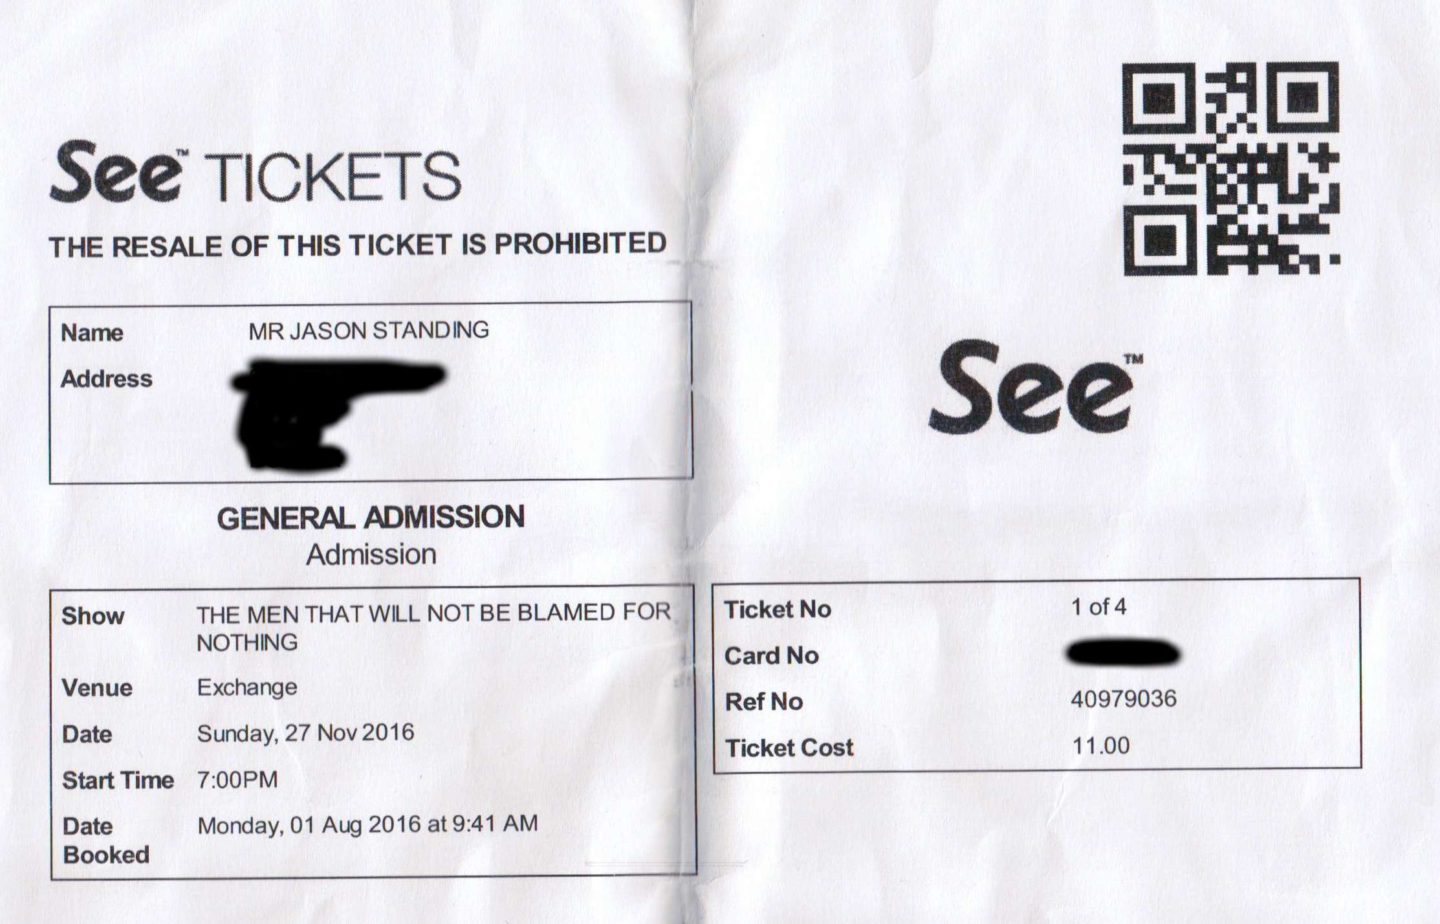 See™ TICKETS
THE RESALE OF THIS TICKET IS PROHIBITED
Name MR JASON STANDING
Address
GENERAL ADMISSION
Admission
Show THE MEN THAT WILL NOT BE BLAMED FOR
NOTHING
Venue Exchange
Date Sunday, 27 Nov 2016
Start Time 7:00PM
Date Monday, 01 Aug 2016 at 9:41 AM
Booked
See™
Ticket No 1 of 4
Card No
Ref No 40979036
Ticket Cost 11.00